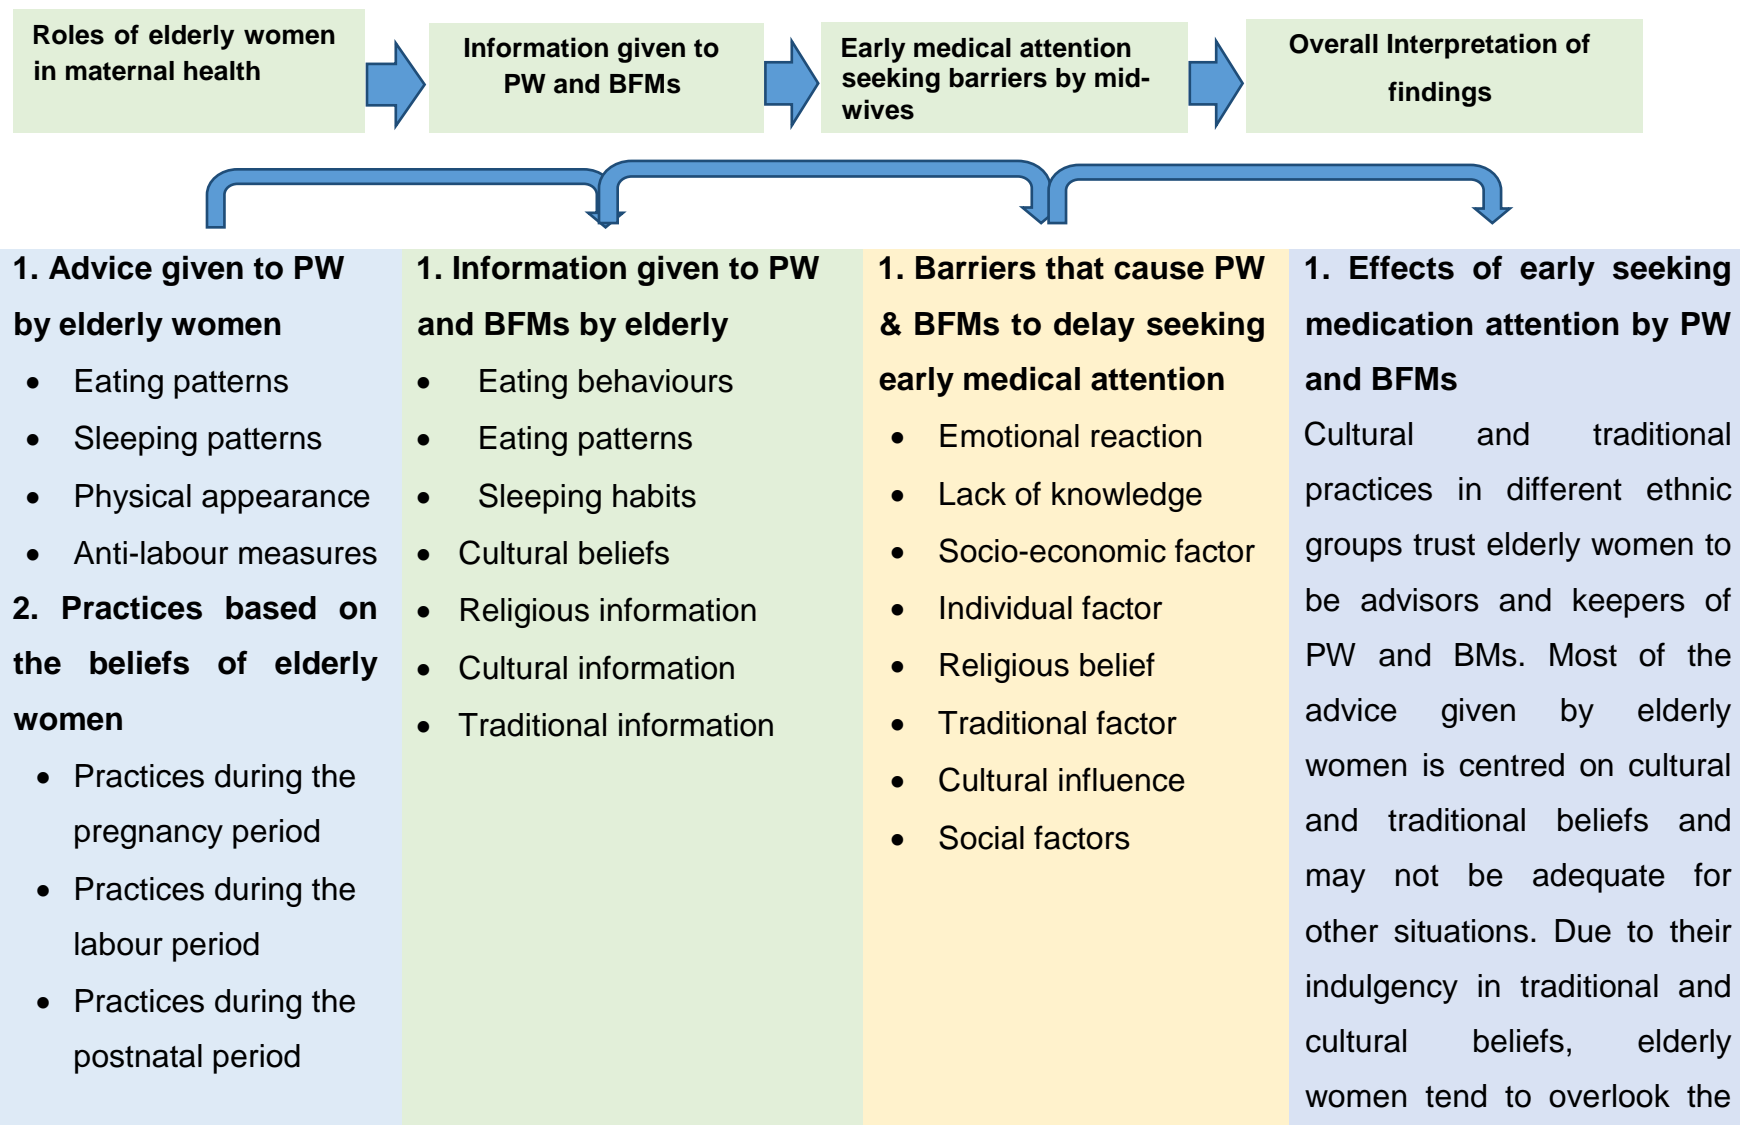 Roles of elderly women
in maternal health
Information given to
PW and BFMs
Early medical attention
seeking barriers by mid-
wives
Overall Interpretation of
findings
1. Advice given to PW
by elderly women
• Eating patterns
• Sleeping patterns
• Physical appearance
• Anti-labour measures
2. Practices based on
the beliefs of elderly
women
• Practices during the
pregnancy period
• Practices during the
labour period
• Practices during the
postnatal period
1. Information given to PW
and BFMs by elderly
• Eating behaviours
• Eating patterns
• Sleeping habits
• Cultural beliefs
• Religious information
• Cultural information
• Traditional information
1. Barriers that cause PW
& BFMs to delay seeking
early medical attention
• Emotional reaction
• Lack of knowledge
• Socio-economic factor
• Individual factor
• Religious belief
• Traditional factor
• Cultural influence
• Social factors
1. Effects of early seeking
medication attention by PW
and BFMs
Cultural and traditional
practices in different ethnic
groups trust elderly women to
be advisors and keepers of
PW and BMs. Most of the
advice given by elderly
women is centred on cultural
and traditional beliefs and
may not be adequate for
other situations. Due to their
indulgency in traditional and
cultural beliefs, elderly
women tend to overlook the